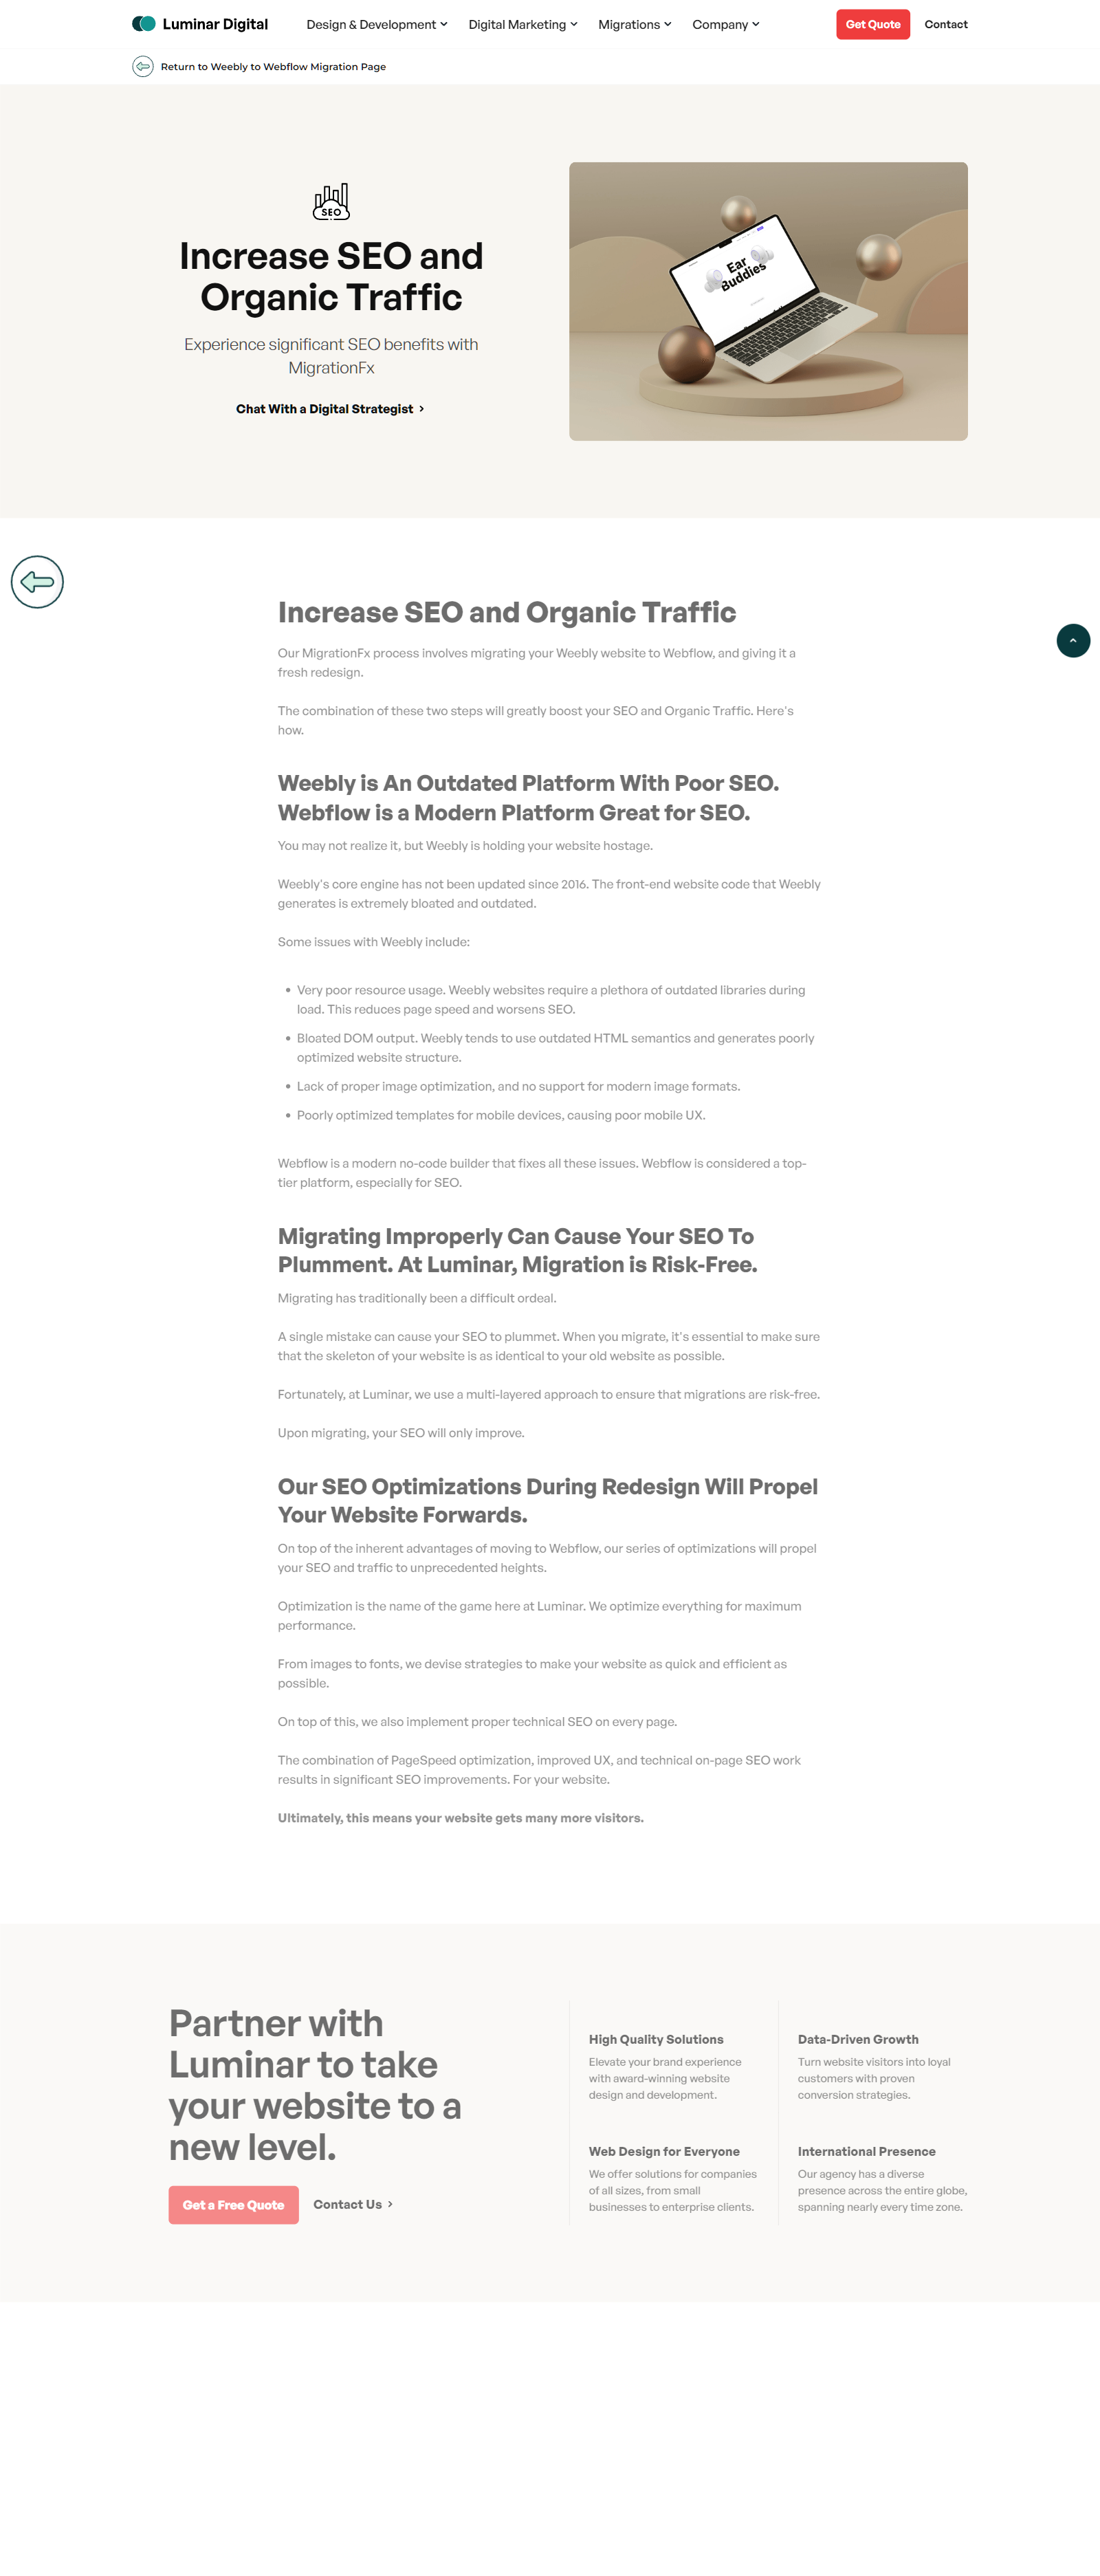 Luminar Digital
Design & Development
Digital Marketing
Migrations
Company
Get Quote
Contact
Return to Weebly to Webflow Migration Page
SEO
Increase SEO and
Organic Traffic
Experience significant SEO benefits with
MigrationFx
Chat With a Digital Strategist
Ear
Buddies
Increase SEO and Organic Traffic
Our MigrationFx process involves migrating your Weebly website to Webflow, and giving it a
fresh redesign.
The combination of these two steps will greatly boost your SEO and Organic Traffic. Here's
how.
Weebly is An Outdated Platform With Poor SEO.
Webflow is a Modern Platform Great for SEO.
You may not realize it, but Weebly is holding your website hostage.
Weebly's core engine has not been updated since 2016. The front-end website code that Weebly
generates is extremely bloated and outdated.
Some issues with Weebly include:
• Very poor resource usage. Weebly websites require a plethora of outdated libraries during
load. This reduces page speed and worsens SEO.
• Bloated DOM output. Weebly tends to use outdated HTML semantics and generates poorly
optimized website structure.
• Lack of proper image optimization, and no support for modern image formats.
• Poorly optimized templates for mobile devices, causing poor mobile UX.
Webflow is a modern no-code builder that fixes all these issues. Webflow is considered a top-
tier platform, especially for SEO.
Migrating Improperly Can Cause Your SEO To
Plumment. At Luminar, Migration is Risk-Free.
Migrating has traditionally been a difficult ordeal.
A single mistake can cause your SEO to plummet. When you migrate, it's essential to make sure
that the skeleton of your website is as identical to your old website as possible.
Fortunately, at Luminar, we use a multi-layered approach to ensure that migrations are risk-free.
Upon migrating, your SEO will only improve.
Our SEO Optimizations During Redesign Will Propel
Your Website Forwards.
On top of the inherent advantages of moving to Webflow, our series of optimizations will propel
your SEO and traffic to unprecedented heights.
Optimization is the name of the game here at Luminar. We optimize everything for maximum
performance.
From images to fonts, we devise strategies to make your website as quick and efficient as
possible.
On top of this, we also implement proper technical SEO on every page.
The combination of PageSpeed optimization, improved UX, and technical on-page SEO work
results in significant SEO improvements. For your website.
Ultimately, this means your website gets many more visitors.
Partner with
Luminar to take
your website to a
new level.
Get a Free Quote
Contact Us
High Quality Solutions
Elevate your brand experience
with award-winning website
design and development.
Data-Driven Growth
Turn website visitors into loyal
customers with proven
conversion strategies.
Web Design for Everyone
We offer solutions for companies
of all sizes, from small
businesses to enterprise clients.
International Presence
Our agency has a diverse
presence across the entire globe,
spanning nearly every time zone.